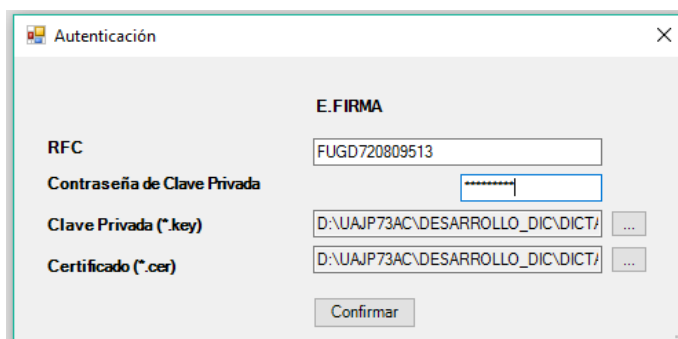 Autenticación
E.FIRMA
RFC FUGD720809513
Contraseña de Clave Privada *********
Clave Privada (*.key) D:\UAJP73AC\DESARROLLO_DIC\DICTA ...
Certificado (*.cer) D:\UAJP73AC\DESARROLLO_DIC\DICTA ...
Confirmar